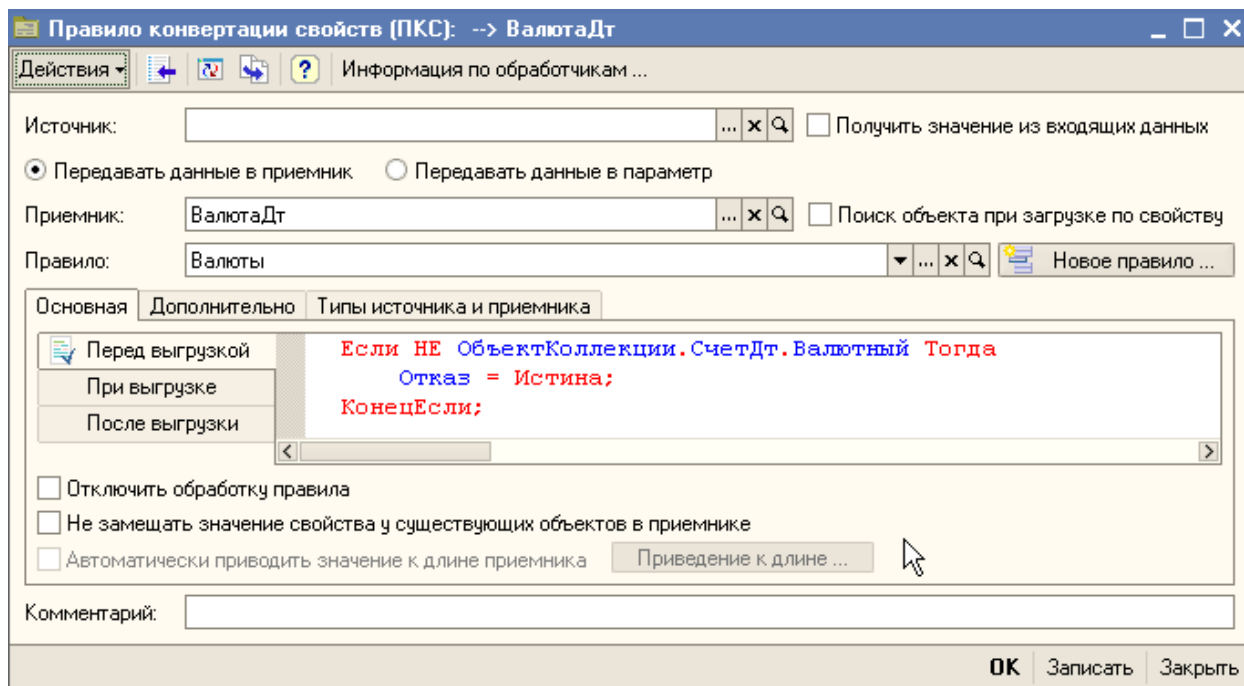 Правило конвертации свойств (ПКС): --> ВалютаДт
Действия Информация по обработчикам ...
Источник: ... Получить значение из входящих данных
Передавать данные в приемник Передавать данные в параметр
Приемник: ВалютаДт ... Поиск объекта при загрузке по свойству
Правило: Валюты ... Новое правило ...
Основная Дополнительно Типы источника и приемника
Перед выгрузкой
При выгрузке
После выгрузки
Если НЕ ОбъектКоллекции.СчетДт.Валютный Тогда
Отказ = Истина;
КонецЕсли;
Отключить обработку правила
Не замещать значение свойства у существующих объектов в приемнике
Автоматически приводить значение к длине приемника Приведение к длине ...
Комментарий:
OK Записать Закрыть